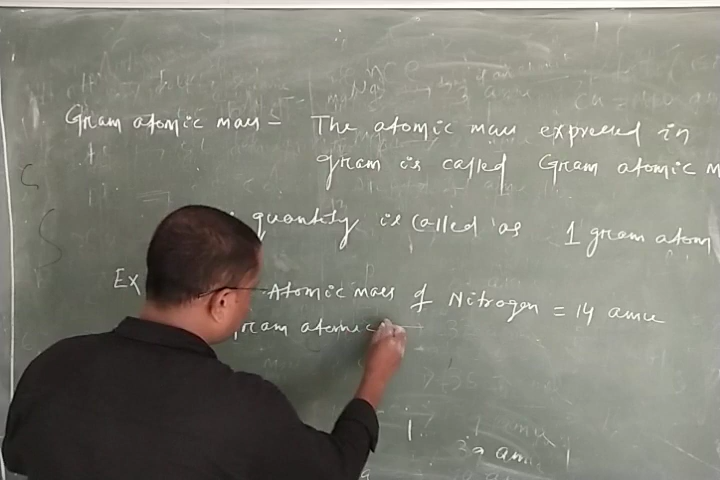 Gram atomic mass - The atomic mass expressed in
gram is called Gram atomic m
quantity is called as 1 gram atom
Ex Atomic mass of Nitrogen = 14 amu
gram atomic